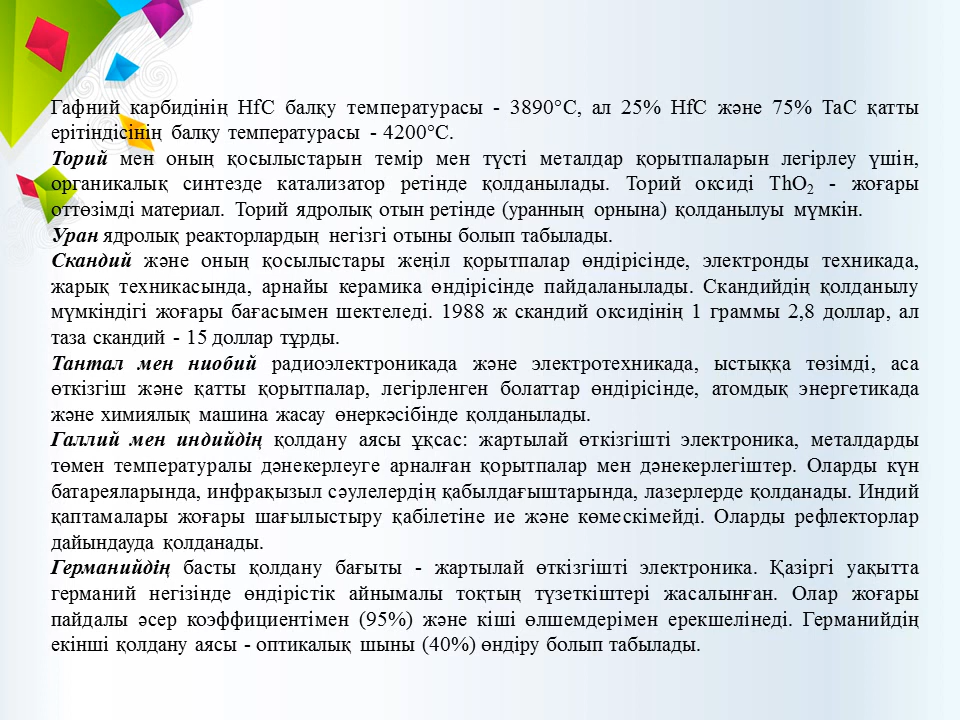 Гафний карбидінің HfC балқу температурасы - 3890°С, ал 25% HfC және 75% TaC қатты
ерітіндісінің балқу температурасы - 4200°С.
Торий мен оның қосылыстарын темір мен түсті металдар қорытпаларын легірлеу үшін,
органикалық синтезде катализатор ретінде қолданылады. Торий оксиді ThO₂ - жоғары
оттөзімді материал. Торий ядролық отын ретінде (уранның орнына) қолданылуы мүмкін.
Уран ядролық реакторлардың негізгі отыны болып табылады.
Скандий және оның қосылыстары жеңіл қорытпалар өндірісінде, электронды техникада,
жарық техникасында, арнайы керамика өндірісінде пайдаланылады. Скандийдің қолданылу
мүмкіндігі жоғары бағасымен шектеледі. 1988 ж скандий оксидінің 1 граммы 2,8 доллар, ал
таза скандий - 15 доллар тұрды.
Тантал мен ниобий радиоэлектроникада және электротехникада, ыстыққа төзімді, аса
өткізгіш және қатты қорытпалар, легірленген болаттар өндірісінде, атомдық энергетикада
және химиялық машина жасау өнеркәсібінде қолданылады.
Галлий мен индийдің қолдану аясы ұқсас: жартылай өткізгішті электроника, металдарды
төмен температуралы дәнекерлеуге арналған қорытпалар мен дәнекерлегіштер. Оларды күн
батареяларында, инфрақызыл сәулелердің қабылдағыштарында, лазерлерде қолданады. Индий
қаптамалары жоғары шағылыстыру қабілетіне ие және көмескімейді. Оларды рефлекторлар
дайындауда қолданады.
Германийдің басты қолдану бағыты - жартылай өткізгішті электроника. Қазіргі уақытта
германий негізінде өндірістік айнымалы тоқтың түзеткіштері жасалынған. Олар жоғары
пайдалы әсер коэффициентімен (95%) және кіші өлшемдерімен ерекшелінеді. Германийдің
екінші қолдану аясы - оптикалық шыны (40%) өндіру болып табылады.